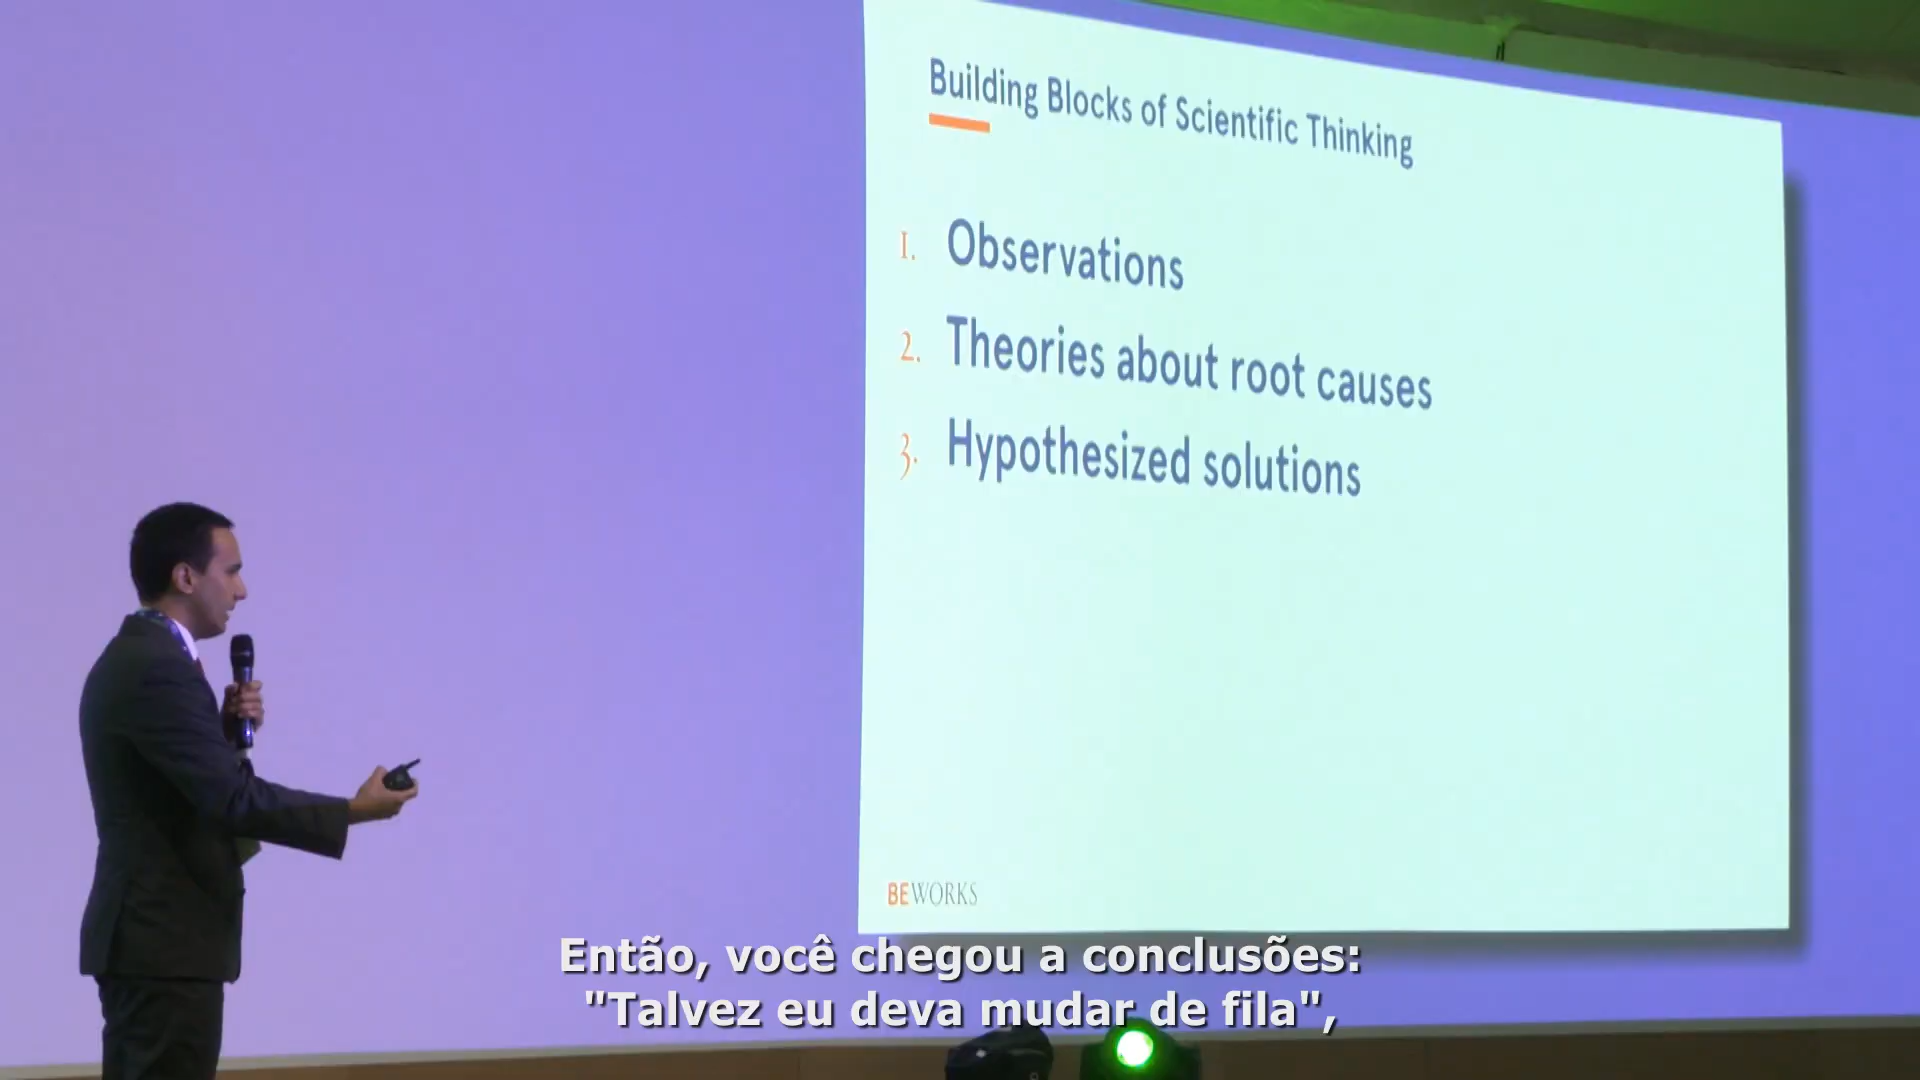 Building Blocks of Scientific Thinking
1. Observations
2. Theories about root causes
3. Hypothesized solutions
BEWORKS
Então, você chegou a conclusões:
"Talvez eu deva mudar de fila",